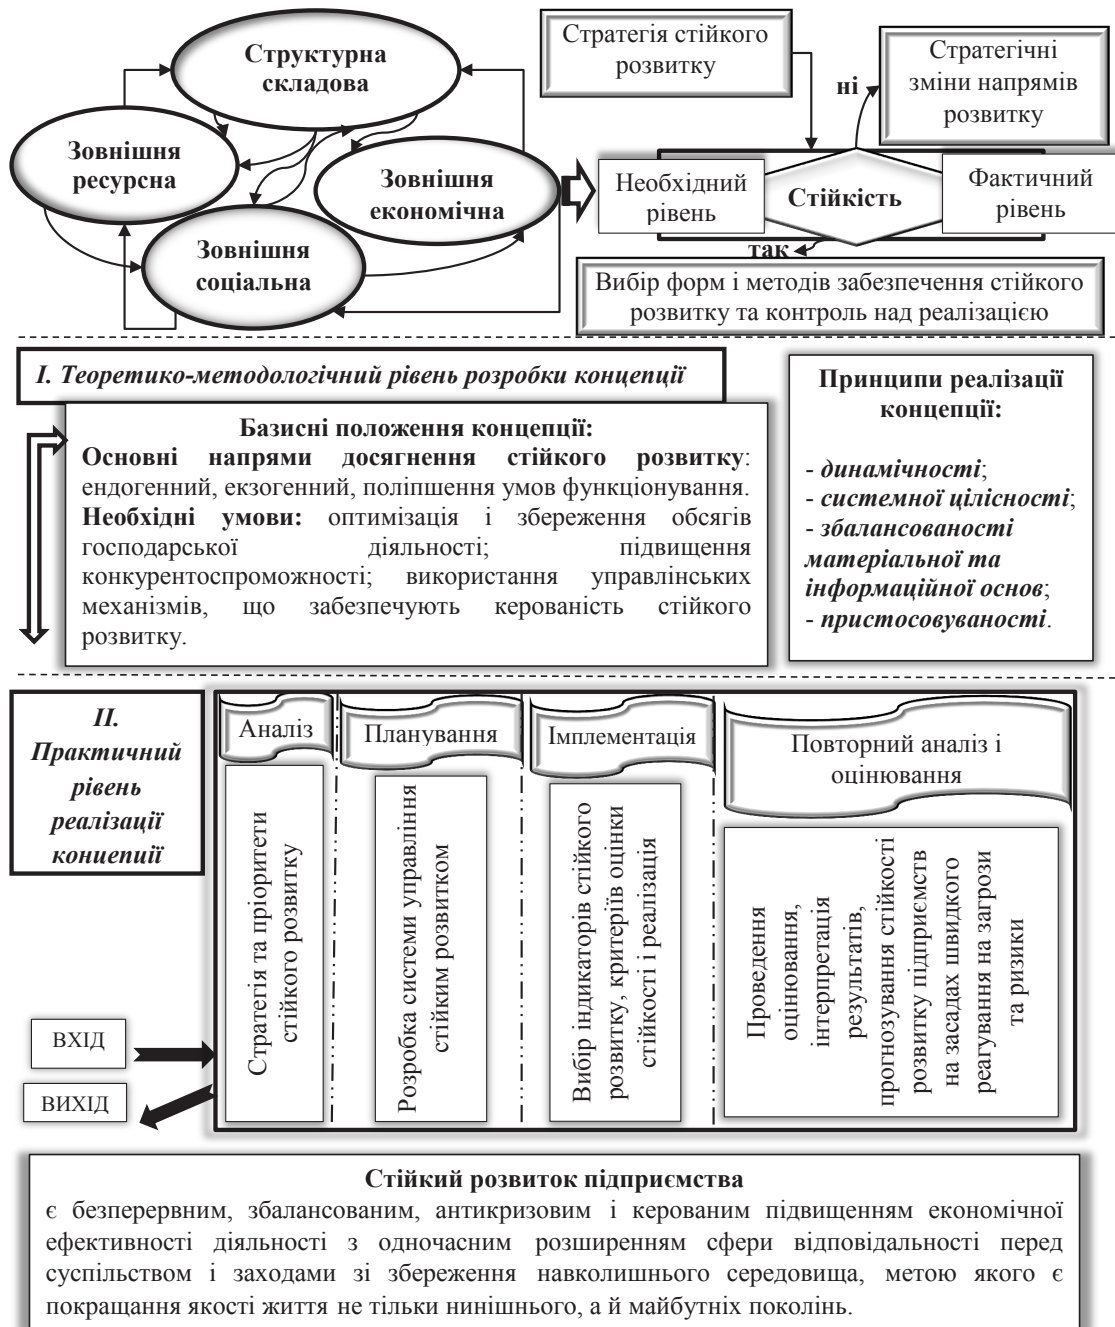 Структурна
складова
Зовнішня
ресурсна
Зовнішня
економічна
Зовнішня
соціальна
Стратегія стійкого
розвитку
Стратегічні
зміни напрямів
розвитку
ні
Необхідний
рівень
Стійкість
Фактичний
рівень
так
Вибір форм і методів забезпечення стійкого
розвитку та контроль над реалізацією
І. Теоретико-методологічний рівень розробки концепції
Базисні положення концепції:
Основні напрями досягнення стійкого розвитку:
ендогенний, екзогенний, поліпшення умов функціонування.
Необхідні умови: оптимізація і збереження обсягів
господарської діяльності; підвищення
конкурентоспроможності; використання управлінських
механізмів, що забезпечують керованість стійкого
розвитку.
Принципи реалізації
концепції:
- динамічності;
- системної цілісності;
- збалансованості
матеріальної та
інформаційної основ;
- пристосовуваності.
ІІ.
Практичний
рівень
реалізації
концепції
Аналіз
Планування
Імплементація
Повторний аналіз і
оцінювання
Стратегія та пріоритети
стійкого розвитку
Розробка системи управління
стійким розвитком
Вибір індикаторів стійкого
розвитку, критеріїв оцінки
стійкості і реалізація
Проведення
оцінювання,
інтерпретація
результатів,
прогнозування стійкості
розвитку підприємств
на засадах швидкого
реагування на загрози
та ризики
ВХІД
ВИХІД
Стійкий розвиток підприємства
є безперервним, збалансованим, антикризовим і керованим підвищенням економічної
ефективності діяльності з одночасним розширенням сфери відповідальності перед
суспільством і заходами зі збереження навколишнього середовища, метою якого є
покращання якості життя не тільки нинішнього, а й майбутніх поколінь.